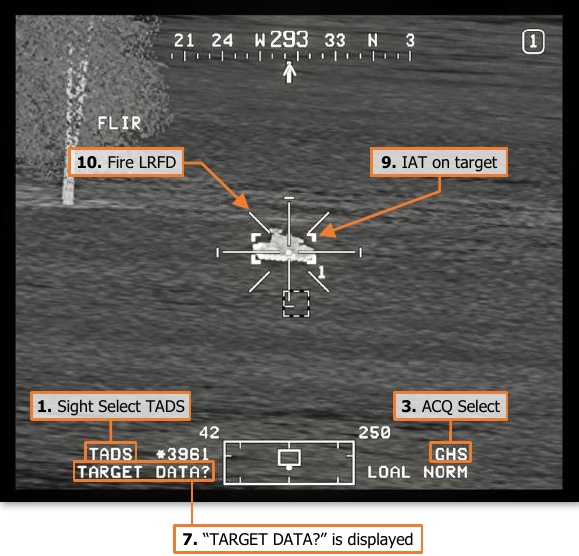 21 24 W 293 33 N 3
1
FLIR
10. Fire LRFD
9. IAT on target
1
1. Sight Select TADS
3. ACQ Select
42
250
TADS *3961
GHS
TARGET DATA?
LOAL NORM
7. “TARGET DATA?” is displayed